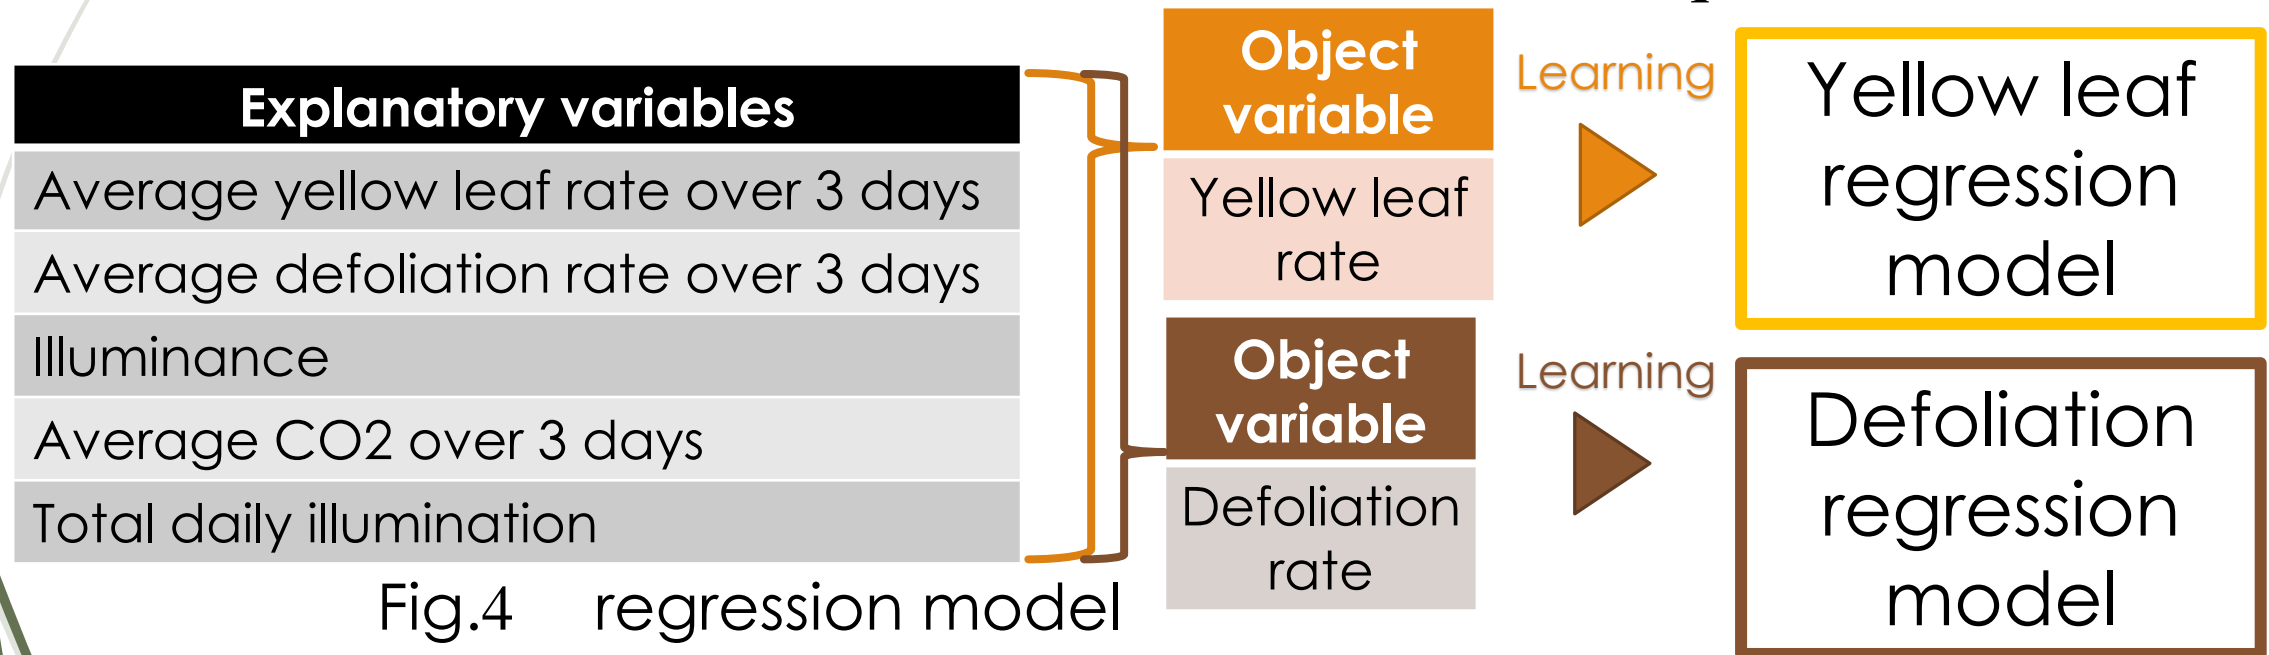 Explanatory variables
Average yellow leaf rate over 3 days
Average defoliation rate over 3 days
Illuminance
Average CO2 over 3 days
Total daily illumination
Object
variable
Yellow leaf
rate
Learning
Yellow leaf
regression
model
Object
variable
Defoliation
rate
Learning
Defoliation
regression
model
Fig.4 regression model